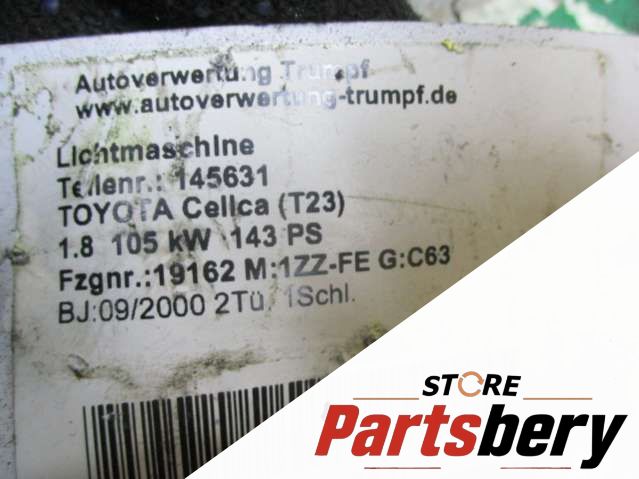 Autoverwertung Trumpf
www.autoverwertung-trumpf.de
Lichtmaschine
Teilenr.: 145631
TOYOTA Celica (T23)
1.8 105 kW 143 PS
Fzgnr.:19162 M:1ZZ-FE G:C63
BJ:09/2000 2Tü, 1Schl.
STORE
Partsbery